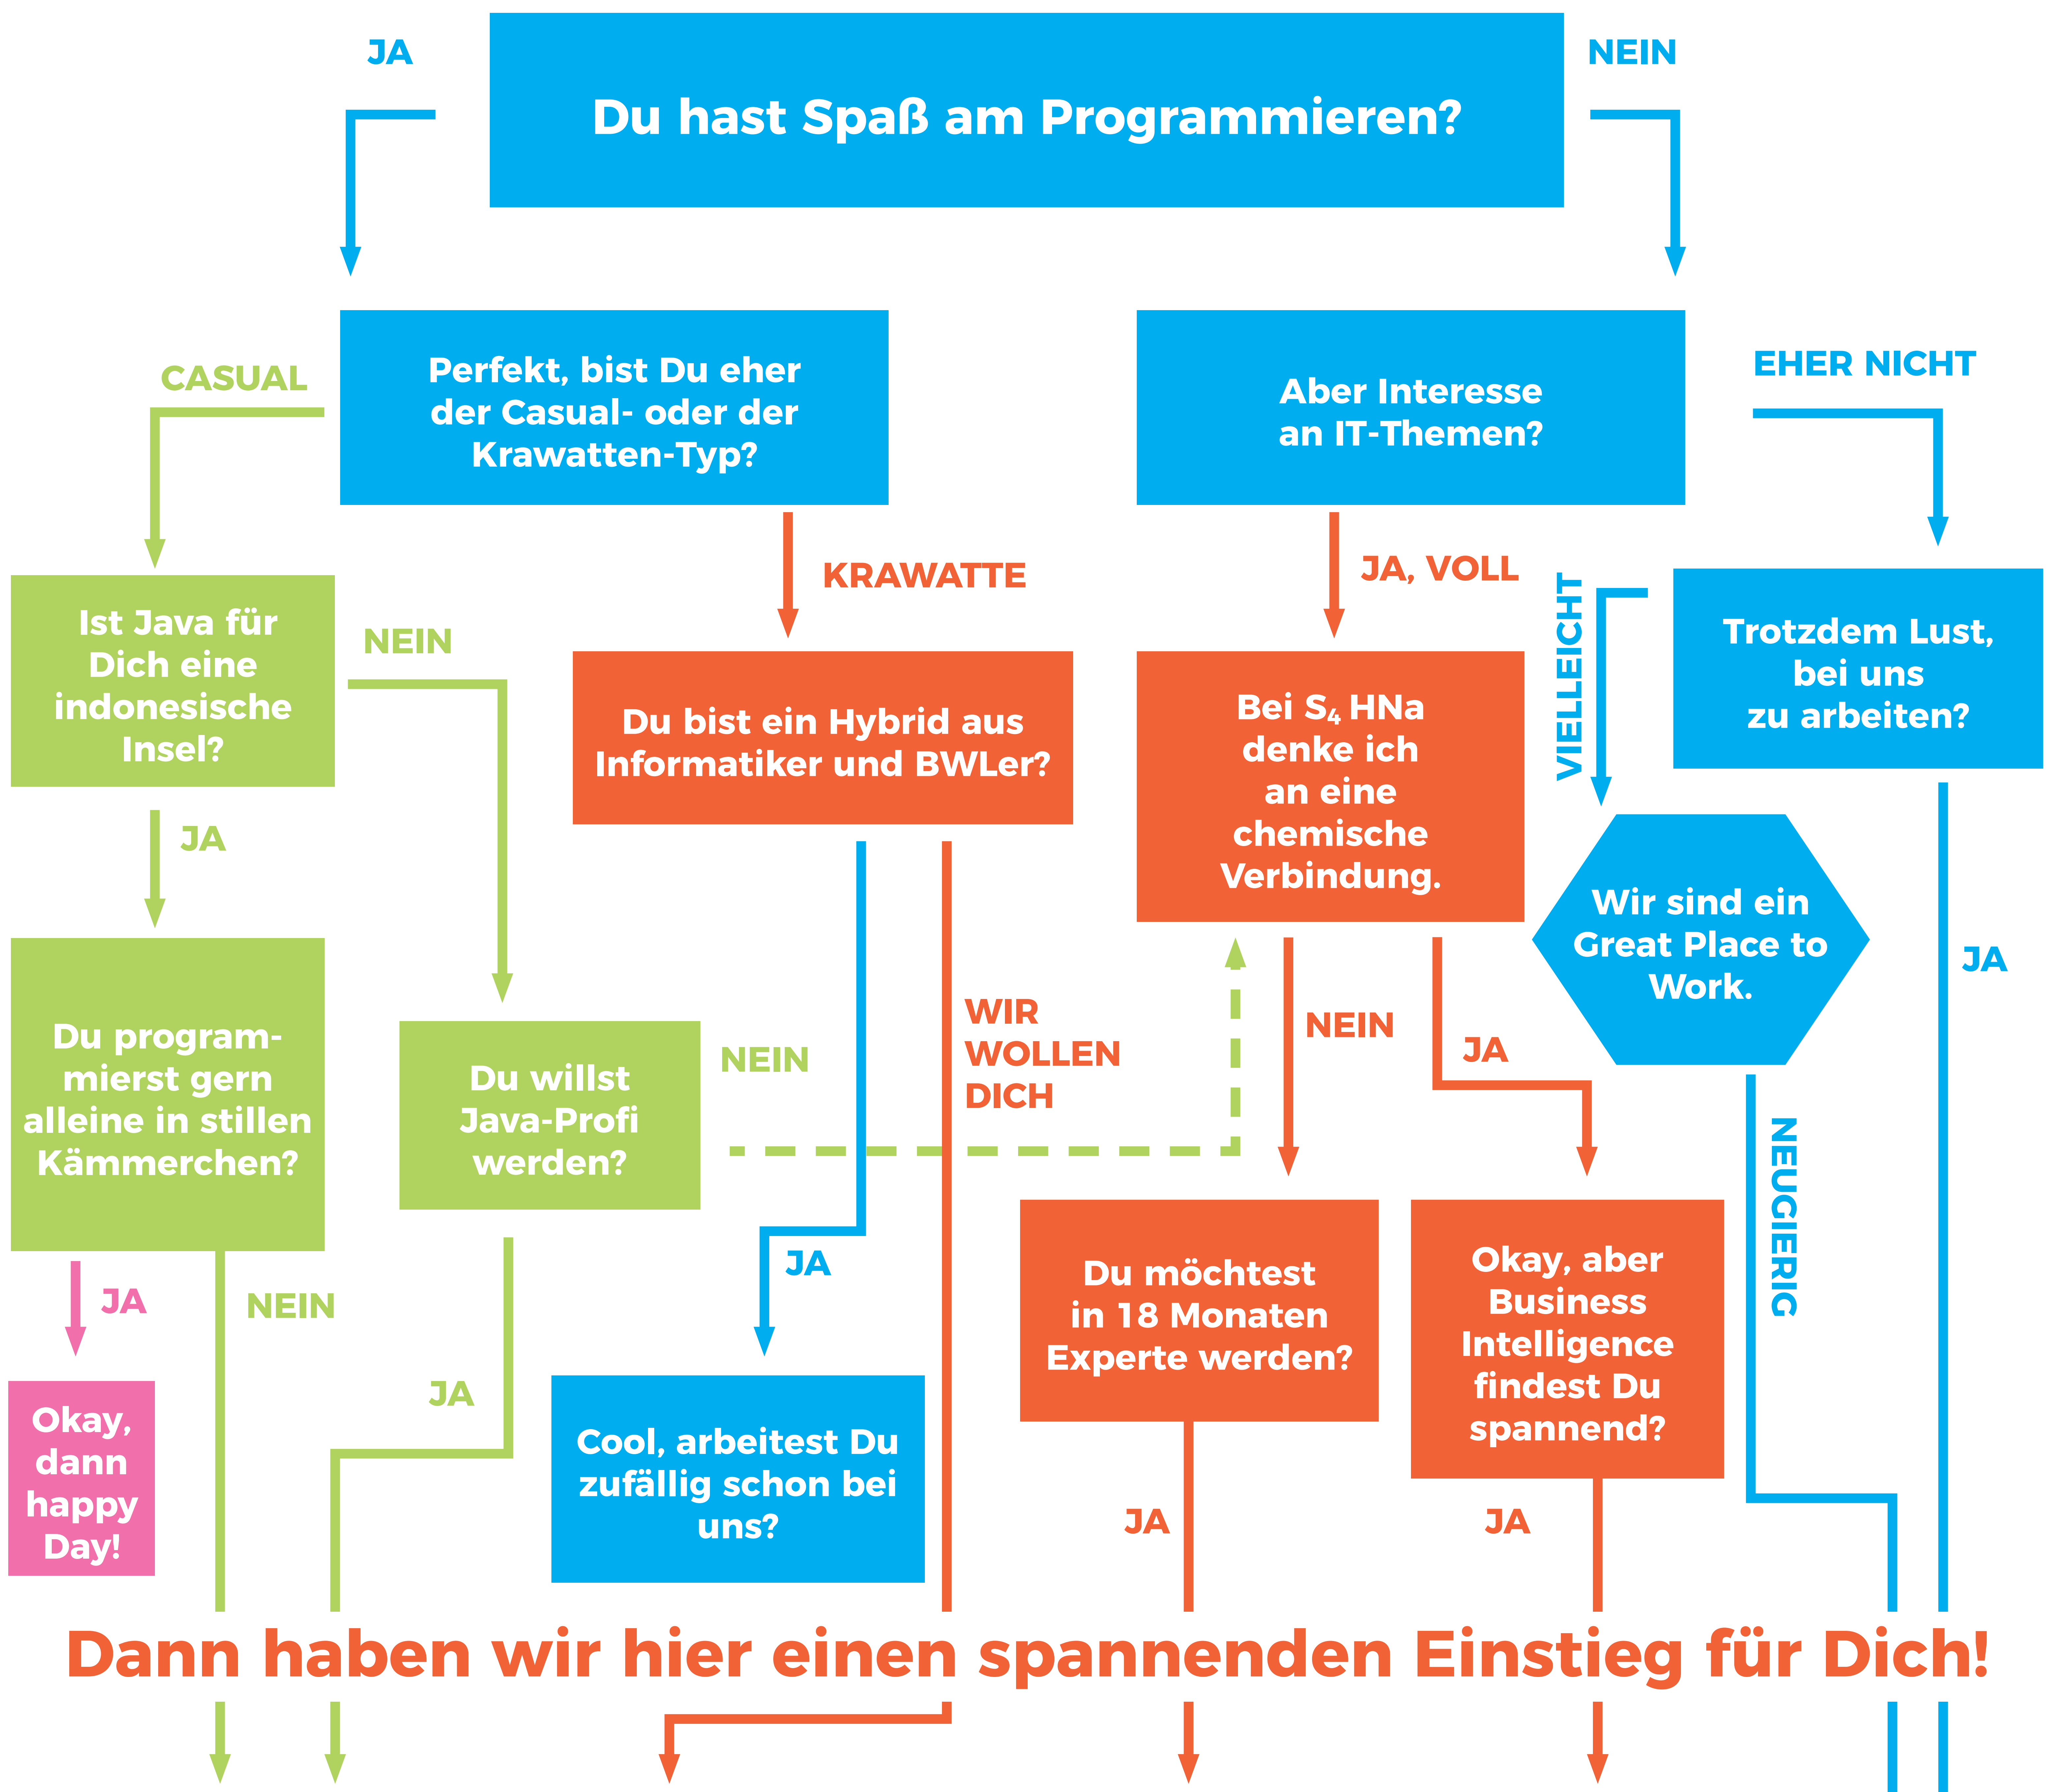 JA
Du hast Spaß am Programmieren?
NEIN
CASUAL
Perfekt, bist Du eher
der Casual- oder der
Krawatten-Typ?
Aber Interesse
an IT-Themen?
EHER NICHT
KRAWATTE
JA, VOLL
VIELLEICHT
Ist Java für
Dich eine
indonesische
Insel?
NEIN
Du bist ein Hybrid aus
Informatiker und BWLer?
Bei S₄ HNa
denke ich
an eine
chemische
Verbindung.
Trotzdem Lust,
bei uns
zu arbeiten?
JA
Wir sind ein
Great Place to
Work.
JA
Du program-
mierst gern
alleine in stillen
Kämmerchen?
Du willst
Java-Profi
werden?
NEIN
WIR
WOLLEN
DICH
NEIN
JA
NEUGIERIG
JA
NEIN
JA
JA
Du möchtest
in 18 Monaten
Experte werden?
Okay, aber
Business
Intelligence
findest Du
spannend?
Okay,
dann
happy
Day!
Cool, arbeitest Du
zufällig schon bei
uns?
JA
JA
Dann haben wir hier einen spannenden Einstieg für Dich!